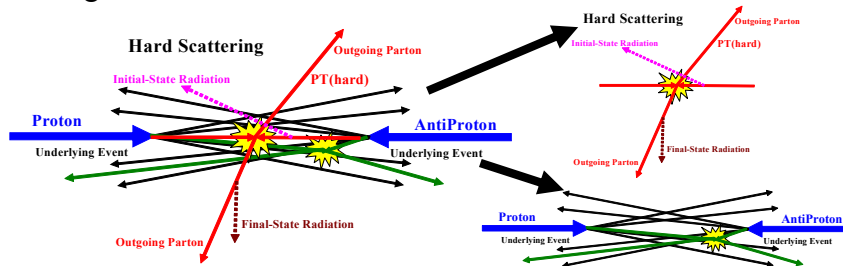 Hard Scattering
Outgoing Parton
PT(hard)
Initial-State Radiation
Proton
AntiProton
Underlying Event
Underlying Event
Final-State Radiation
Outgoing Parton
Hard Scattering
Outgoing Parton
PT(hard)
Initial-State Radiation
Final-State Radiation
Outgoing Parton
Proton
AntiProton
Underlying Event
Underlying Event